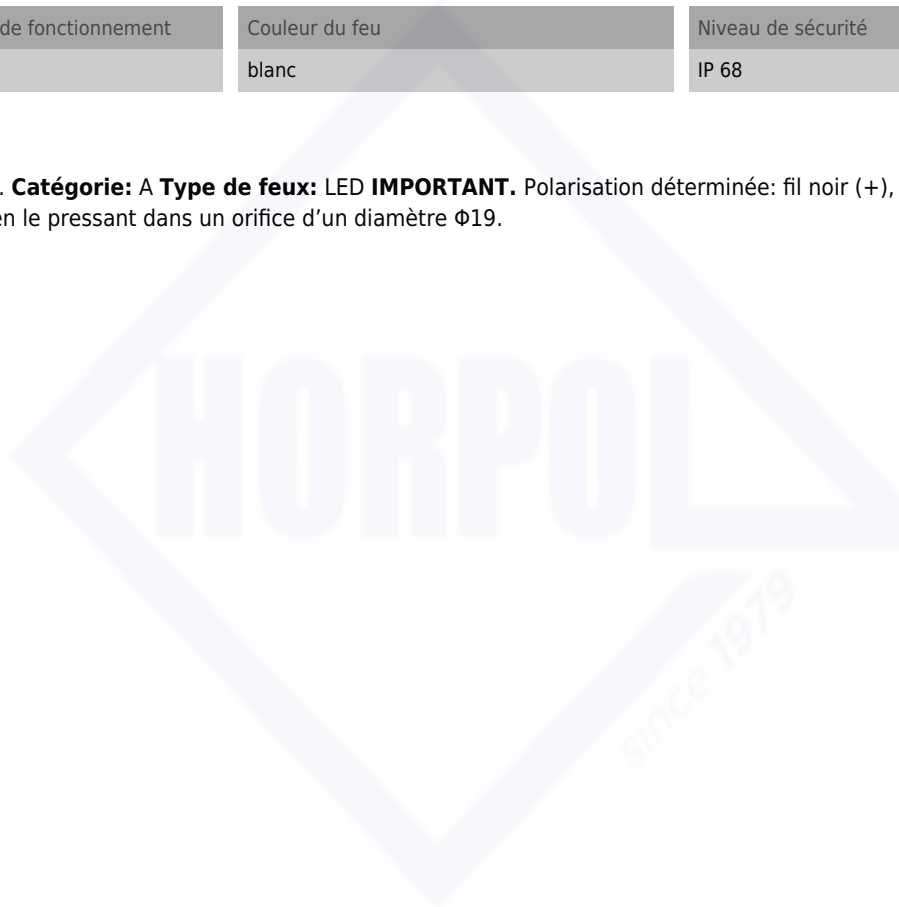 de fonctionnement Couleur du feu Niveau de sécurité
blanc IP 68
. Catégorie: A Type de feux: LED IMPORTANT. Polarisation déterminée: fil noir (+),
en le pressant dans un orifice d’un diamètre Φ19.
HORPOL
since 1979